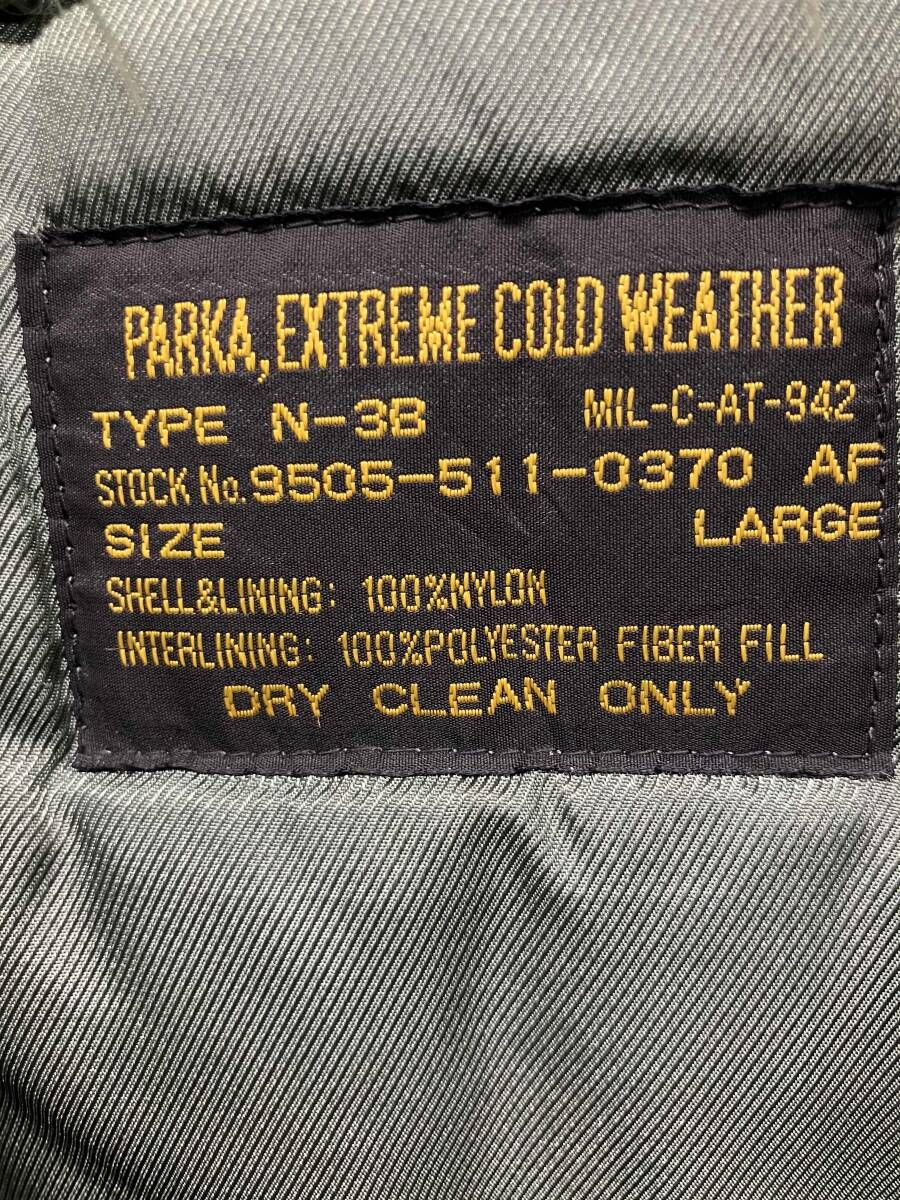 PARKA, EXTREME COLD WEATHER
TYPE N-3B MIL-C-AT-942
STOCK No. 9505-511-0370 AF
SIZE LARGE
SHELL&LINING: 100%NYLON
INTERLINING: 100%POLYESTER FIBER FILL
DRY CLEAN ONLY